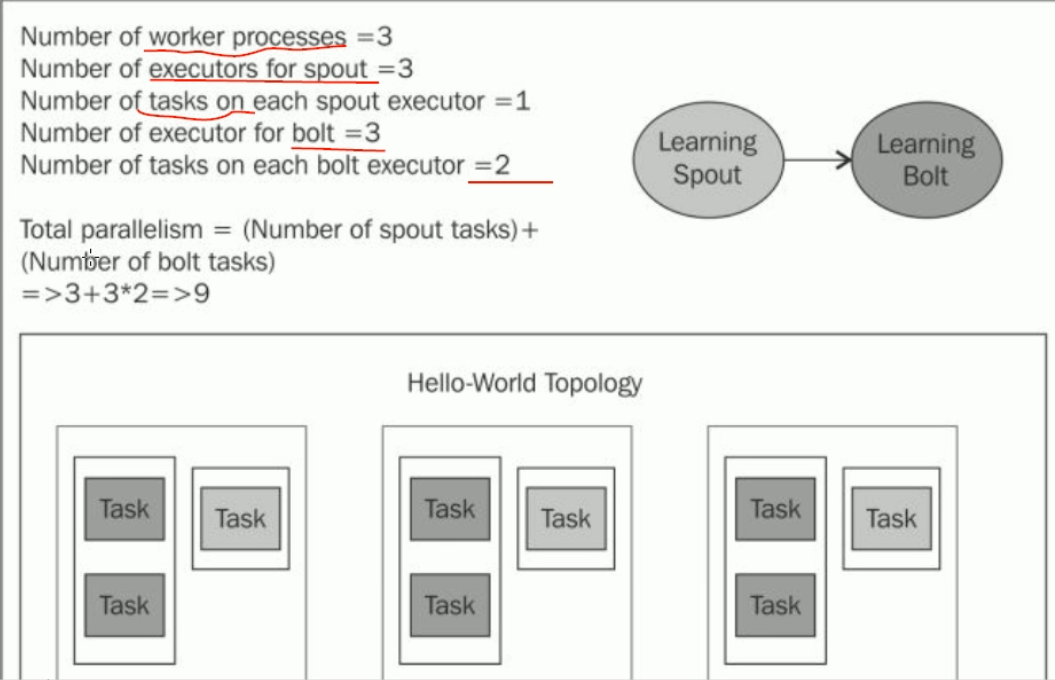 Number of worker processes =3
Number of executors for spout =3
Number of tasks on each spout executor =1
Number of executor for bolt =3
Number of tasks on each bolt executor =2
Total parallelism = (Number of spout tasks)+
(Number of bolt tasks)
=>3+3*2=>9
Learning
Spout
Learning
Bolt
Hello-World Topology
Task
Task
Task
Task
Task
Task
Task
Task
Task